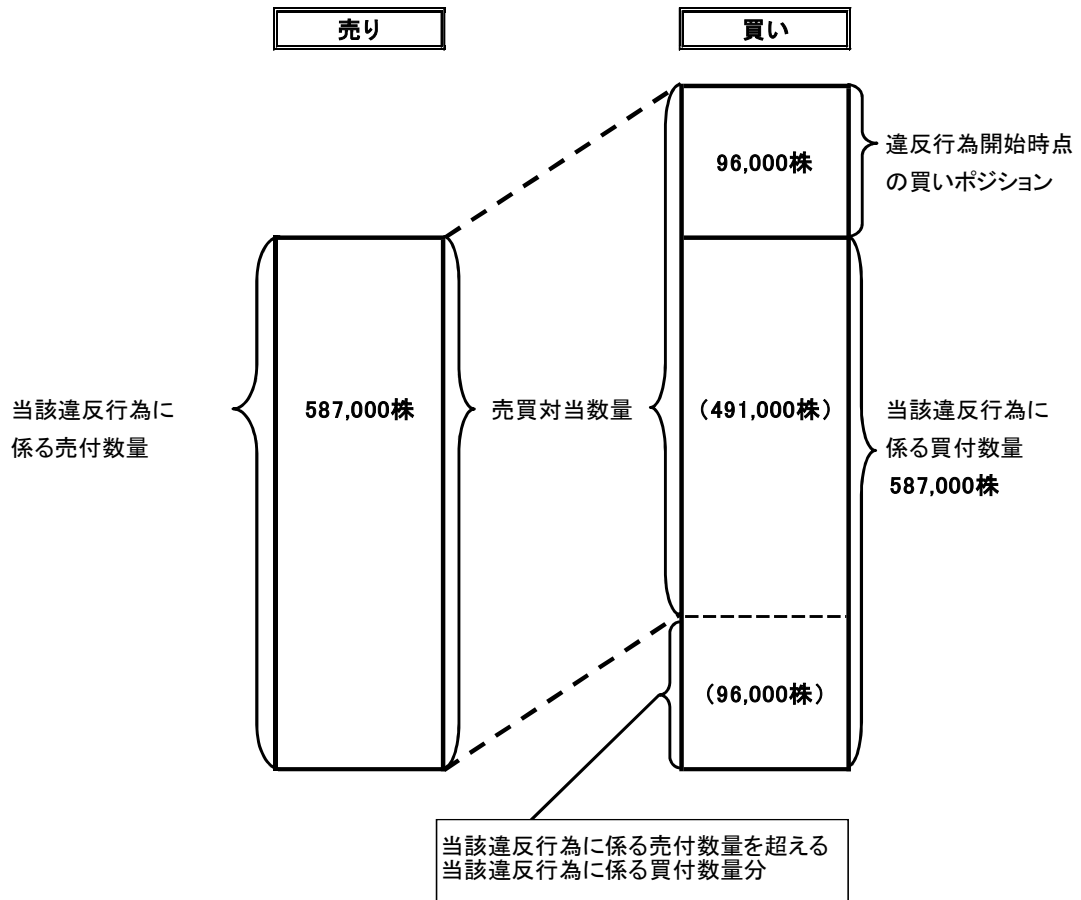 売り
買い
96,000株
違反行為開始時点
の買いポジション
当該違反行為に
係る売付数量
587,000株
売買対当数量
（491,000株）
当該違反行為に
係る買付数量
587,000株
（96,000株）
当該違反行為に係る売付数量を超える
当該違反行為に係る買付数量分